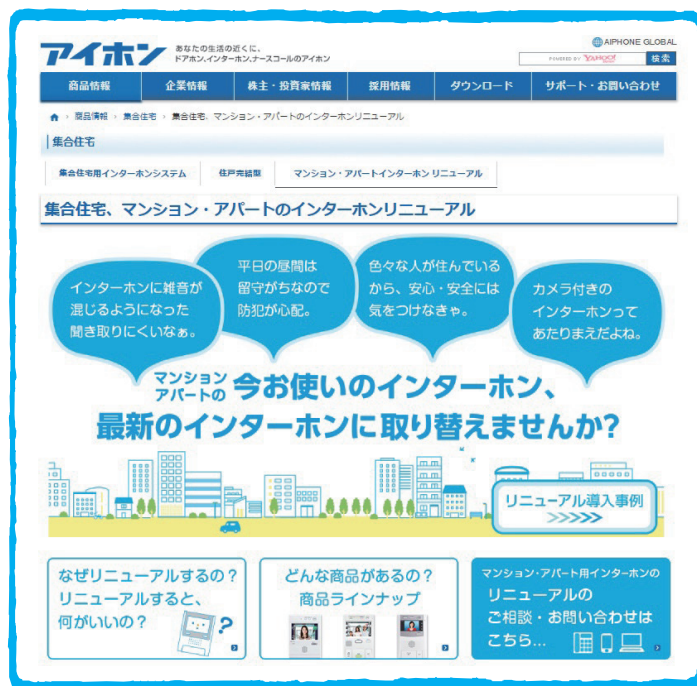 アイホン
あなたの生活の近くに、
ドアホン、インターホン、ナースコールのアイホン
AIPHONE GLOBAL
POWERED BY YAHOO! JAPAN
検索
商品情報 企業情報 株主・投資家情報 採用情報 ダウンロード サポート・お問い合わせ
› 商品情報 › 集合住宅 › 集合住宅、マンション・アパートのインターホンリニューアル
集合住宅
集合住宅用インターホンシステム 住戸完結型 マンション・アパートインターホン リニューアル
集合住宅、マンション・アパートのインターホンリニューアル
インターホンに雑音が
混じるようになった
聞き取りにくいなぁ。
平日の昼間は
留守がちなので
防犯が心配。
色々な人が住んでいる
から、安心・安全には
気をつけなきゃ。
カメラ付きの
インターホンって
あたりまえだよね。
マンション
アパートの
今お使いのインターホン、
最新のインターホンに取り替えませんか?
リニューアル導入事例
>>>>>
なぜリニューアルするの?
リニューアルすると、
何がいいの?
?
どんな商品があるの?
商品ラインナップ
マンション・アパート用インターホンの
リニューアルの
ご相談・お問い合わせは
こちら...